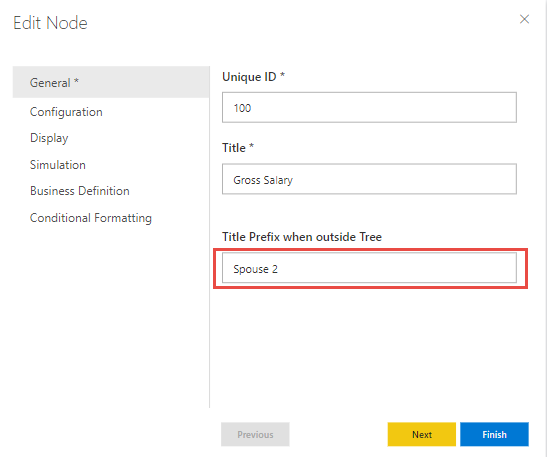 Edit Node
General *
Configuration
Display
Simulation
Business Definition
Conditional Formatting
Unique ID *
100
Title *
Gross Salary
Title Prefix when outside Tree
Spouse 2
Previous
Next
Finish